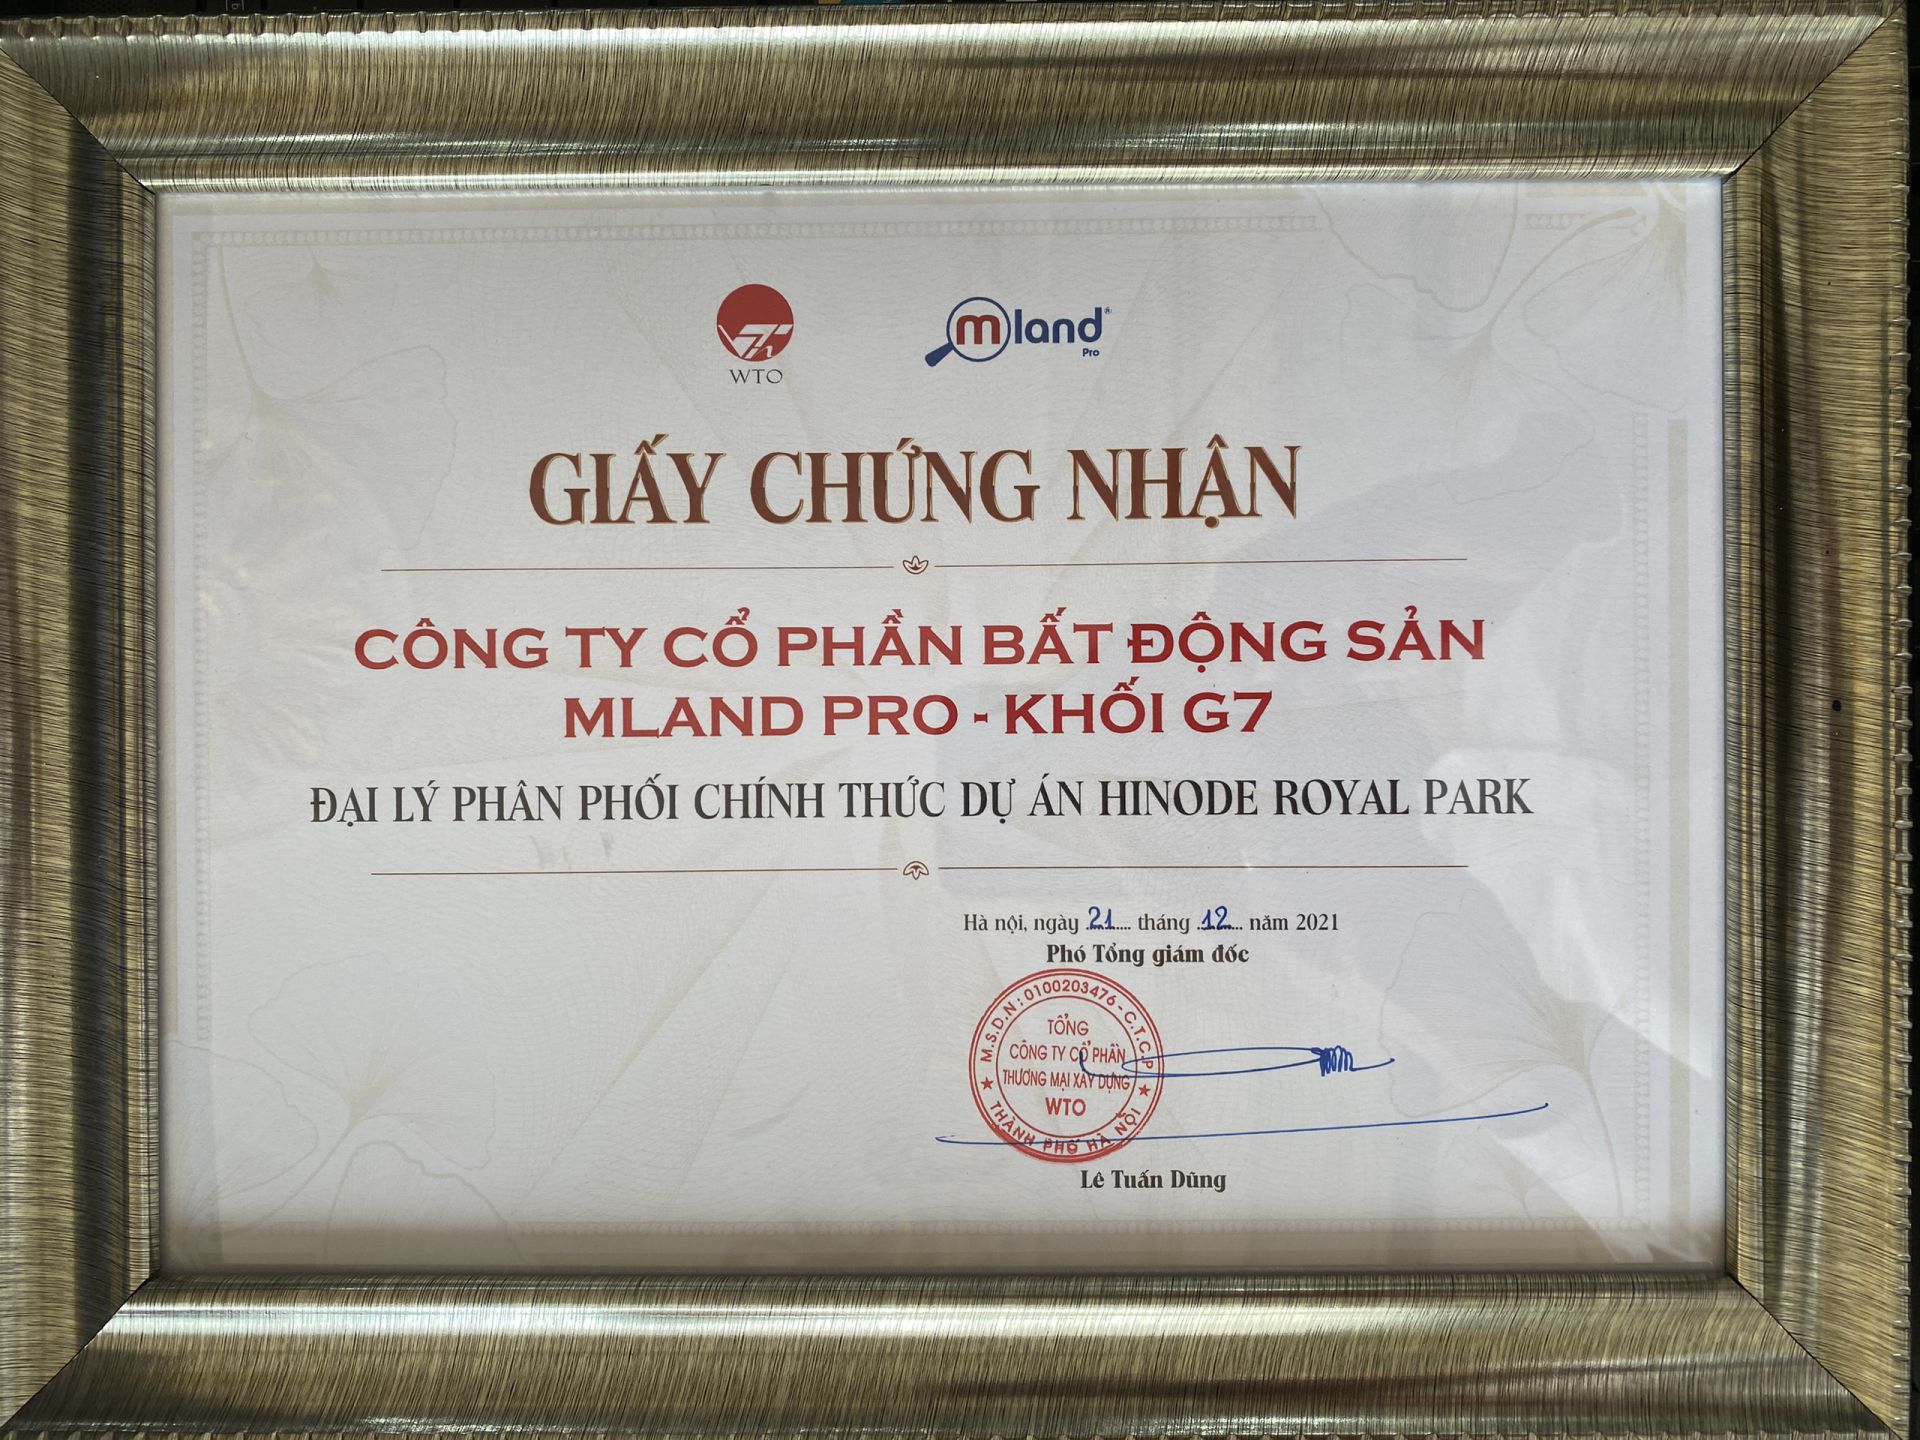 WTO
mland®
Pro
GIẤY CHỨNG NHẬN
CÔNG TY CỔ PHẦN BẤT ĐỘNG SẢN
MLAND PRO - KHỐI G7
ĐẠI LÝ PHÂN PHỐI CHÍNH THỨC DỰ ÁN HINODE ROYAL PARK
Hà nội, ngày 21 tháng 12 năm 2021
Phó Tổng giám đốc
M.S.D.N: 0100203476 - C.T.C.P
TỔNG
CÔNG TY CỔ PHẦN
THƯƠNG MẠI XÂY DỰNG
WTO
THÀNH PHỐ HÀ NỘI
Lê Tuấn Dũng